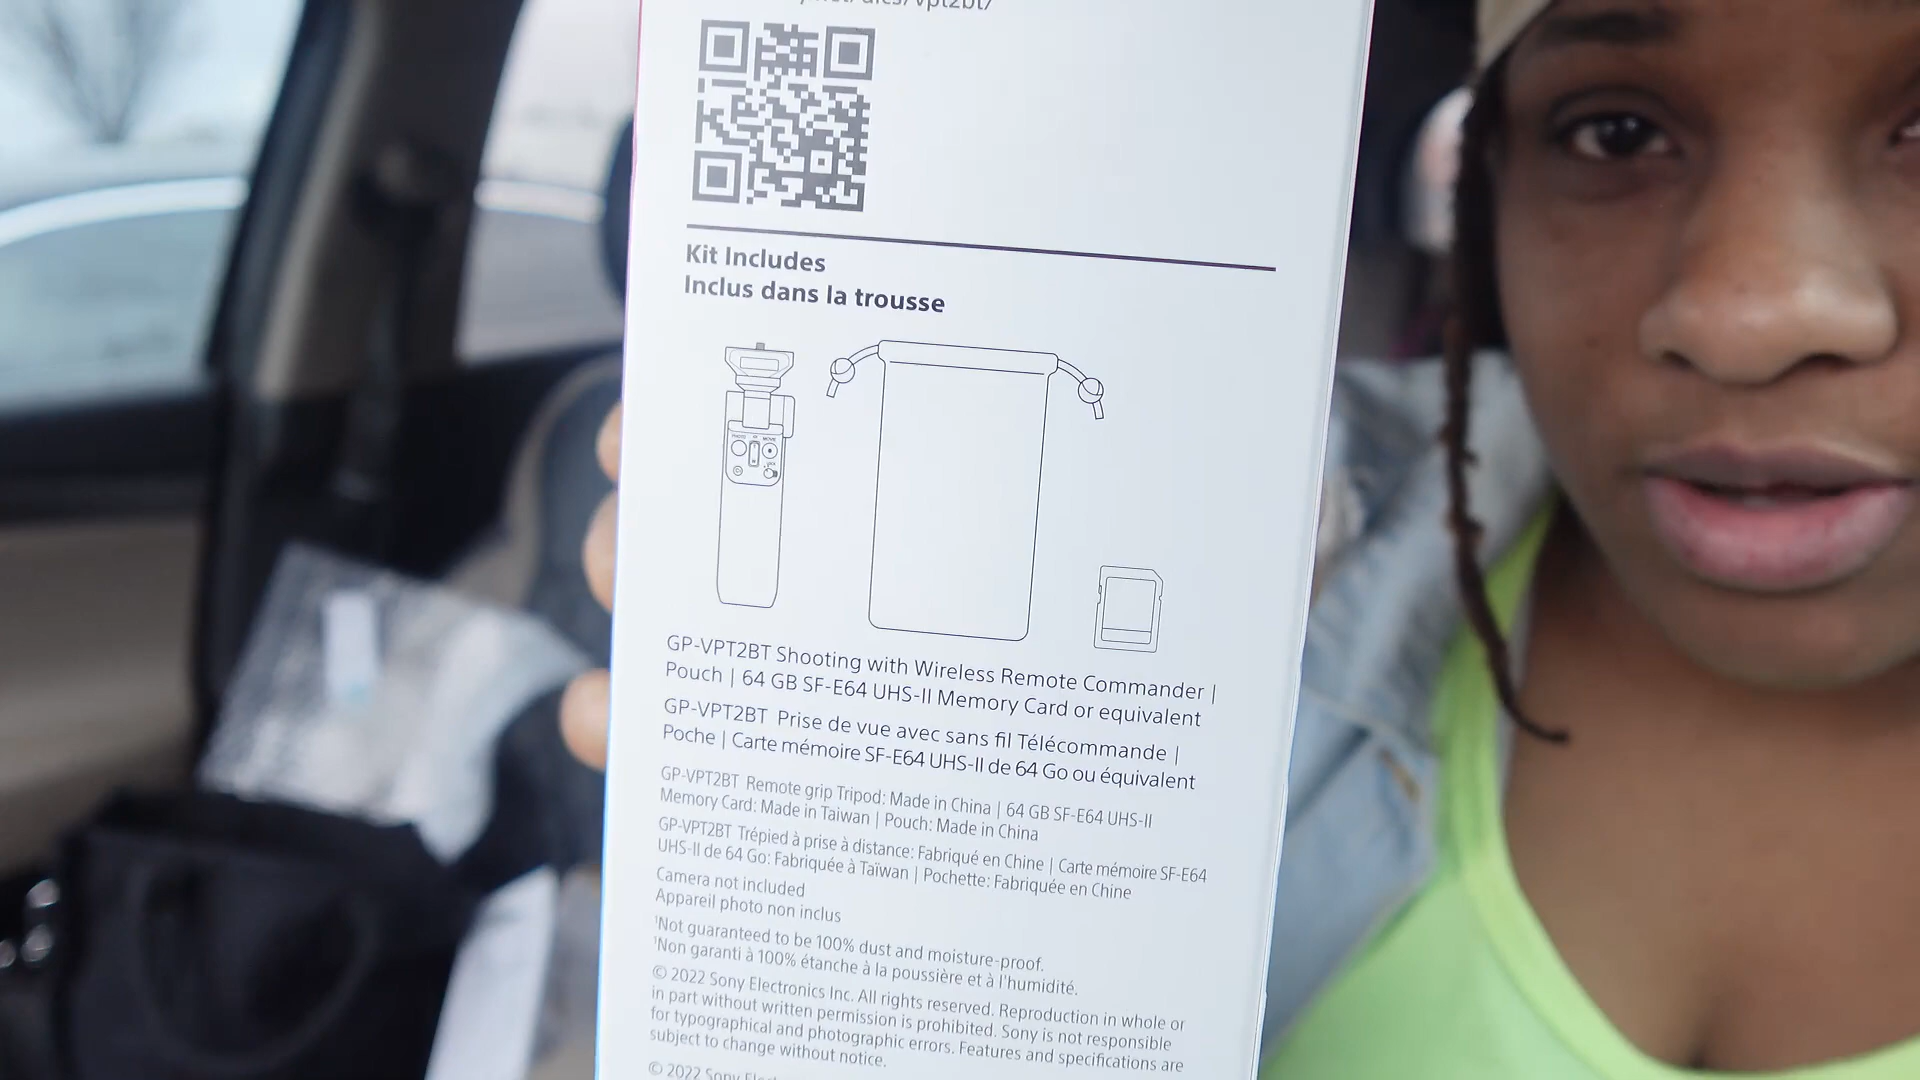 Kit Includes
Inclus dans la trousse
PHOTO MOVIE
GP-VPT2BT Shooting with Wireless Remote Commander |
Pouch | 64 GB SF-E64 UHS-II Memory Card or equivalent
GP-VPT2BT Prise de vue avec sans fil Télécommande |
Poche | Carte mémoire SF-E64 UHS-II de 64 Go ou équivalent
GP-VPT2BT Remote grip Tripod: Made in China | 64 GB SF-E64 UHS-II
Memory Card: Made in Taiwan | Pouch: Made in China
GP-VPT2BT Trépied à prise à distance: Fabriqué en Chine | Carte mémoire SF-E64
UHS-II de 64 Go: Fabriquée à Taïwan | Pochette: Fabriquée en Chine
Camera not included
Appareil photo non inclus
¹Not guaranteed to be 100% dust and moisture-proof.
¹Non garanti à 100% étanche à la poussière et à l'humidité.
© 2022 Sony Electronics Inc. All rights reserved. Reproduction in whole or
in part without written permission is prohibited. Sony is not responsible
for typographical and photographic errors. Features and specifications are
subject to change without notice.
© 2022 Sony